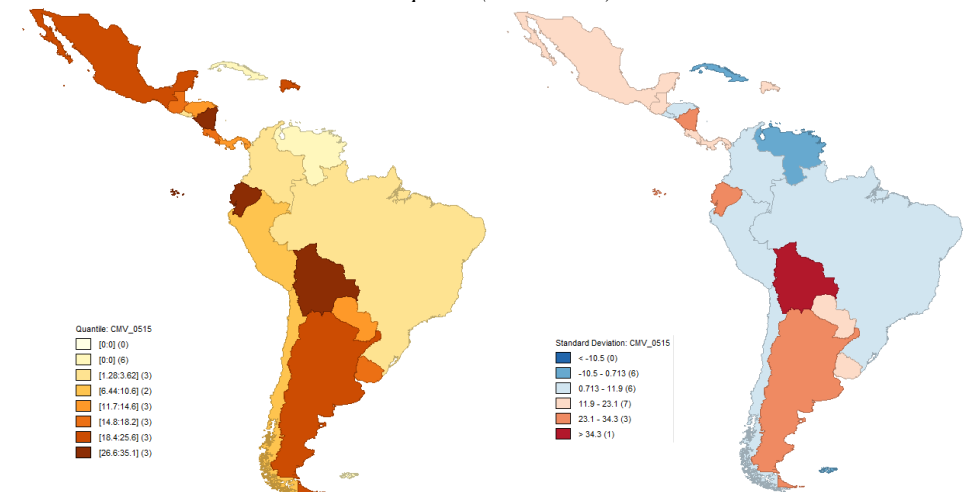 Quantile: CMV_0515
[0:0] (0)
[0:0] (6)
[1.28:3.62] (3)
[6.44:10.6] (2)
[11.7:14.6] (3)
[14.8:18.2] (3)
[18.4:25.6] (3)
[26.6:35.1] (3)
Standard Deviation: CMV_0515
< -10.5 (0)
-10.5 - 0.713 (6)
0.713 - 11.9 (6)
11.9 - 23.1 (7)
23.1 - 34.3 (3)
> 34.3 (1)